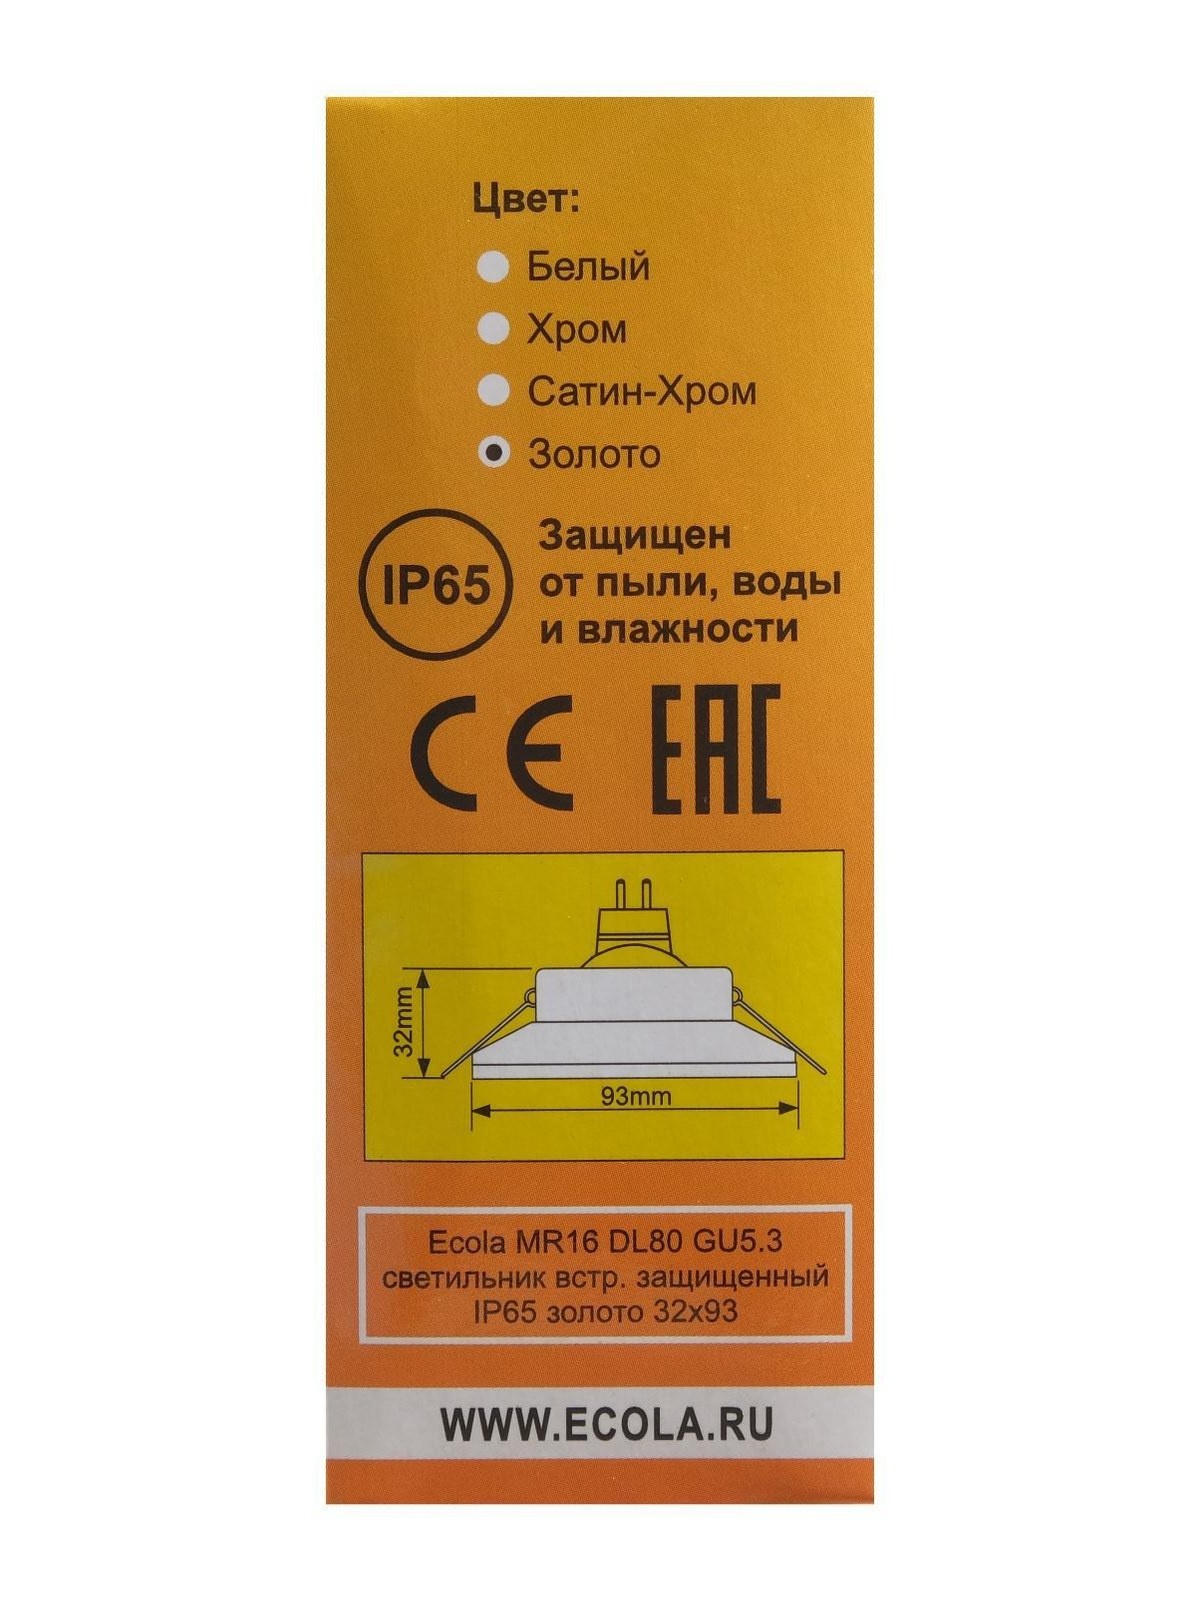 Цвет:
Белый
Хром
Сатин-Хром
Золото
IP65
Защищен
от пыли, воды
и влажности
CE EAC
32mm
93mm
Ecola MR16 DL80 GU5.3
светильник встр. защищенный
IP65 золото 32x93
WWW.ECOLA.RU